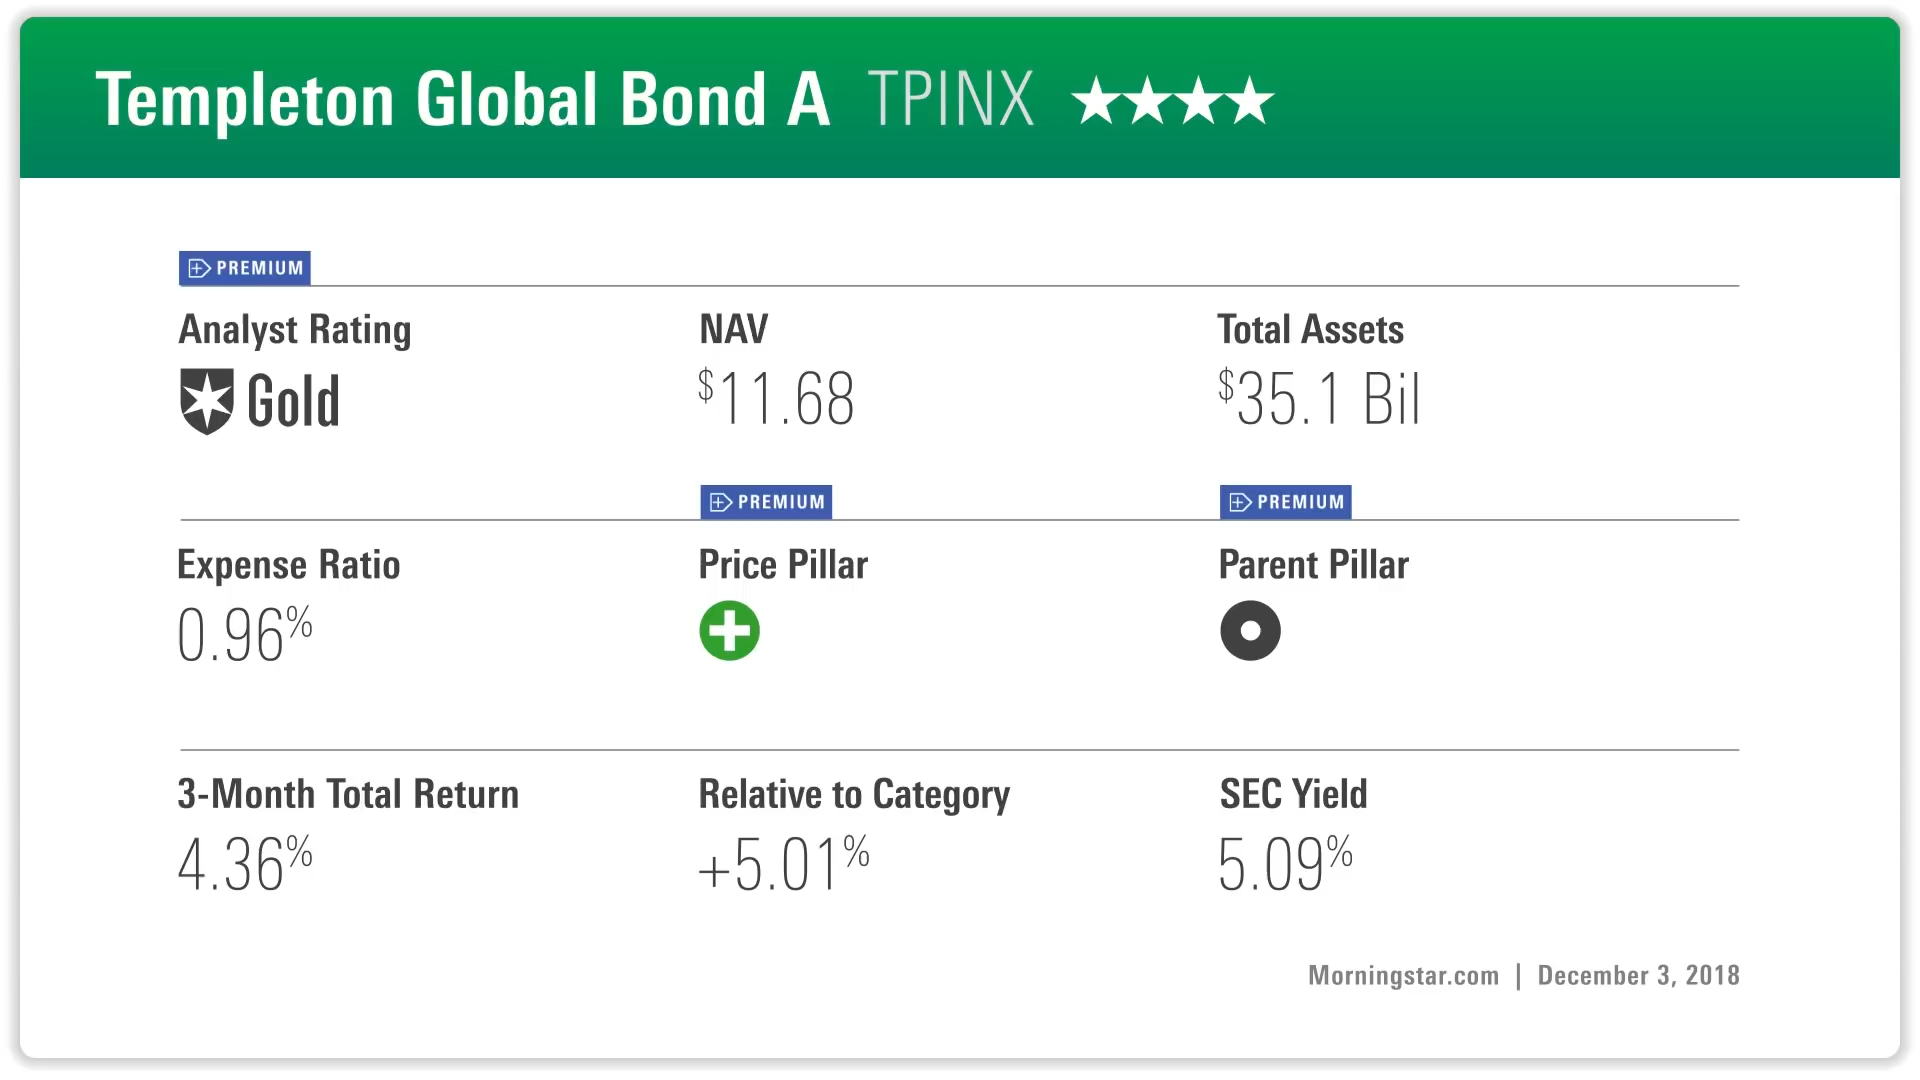 Templeton Global Bond A TPINX ★★★★
PREMIUM
Analyst Rating NAV Total Assets
Gold $11.68 $35.1 Bil
PREMIUM PREMIUM
Expense Ratio Price Pillar Parent Pillar
0.96%
3-Month Total Return Relative to Category SEC Yield
4.36% +5.01% 5.09%
Morningstar.com | December 3, 2018